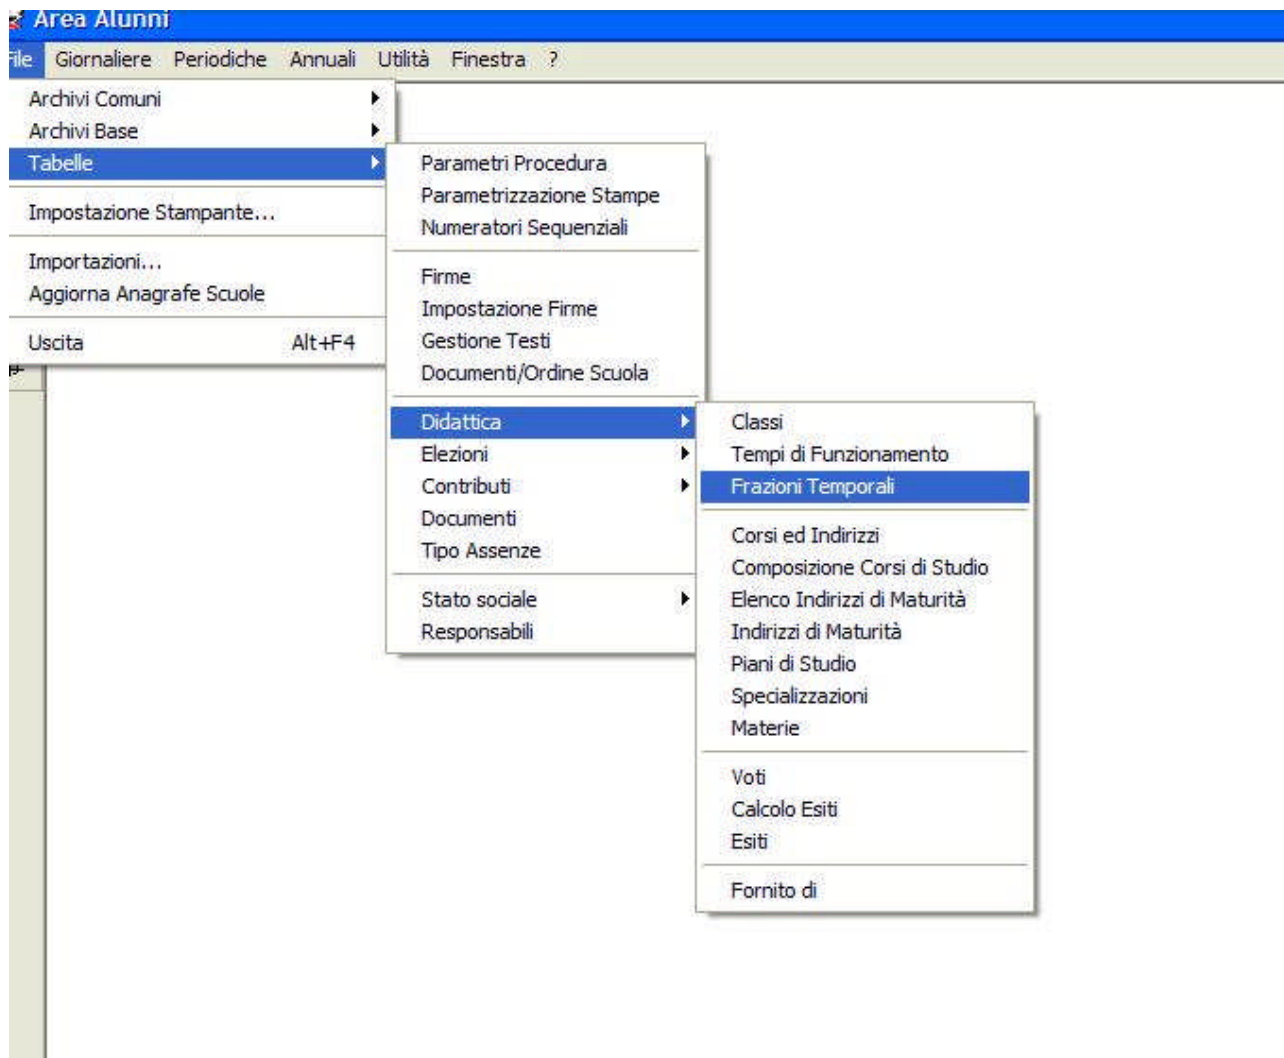 Area Alunni
File Giornaliere Periodiche Annuali Utilità Finestra ?
Archivi Comuni
Archivi Base
Tabelle
Impostazione Stampante...
Importazioni...
Aggiorna Anagrafe Scuole
Uscita Alt+F4
Parametri Procedura
Parametrizzazione Stampe
Numeratori Sequenziali
Firme
Impostazione Firme
Gestione Testi
Documenti/Ordine Scuola
Didattica
Elezioni
Contributi
Documenti
Tipo Assenze
Stato sociale
Responsabili
Classi
Tempi di Funzionamento
Frazioni Temporali
Corsi ed Indirizzi
Composizione Corsi di Studio
Elenco Indirizzi di Maturità
Indirizzi di Maturità
Piani di Studio
Specializzazioni
Materie
Voti
Calcolo Esiti
Esiti
Fornito di